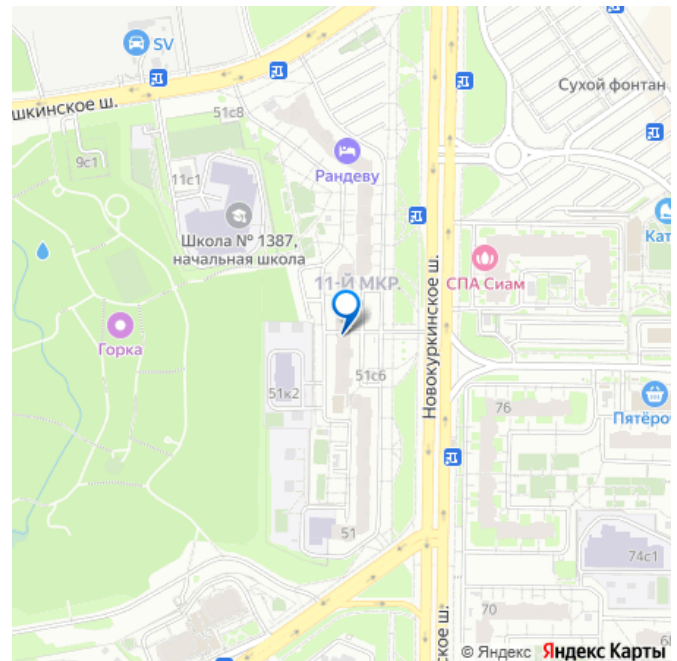 SV
шкинское ш.
51с8
Сухой фонтан
9с1
11с1
Рандеву
Школа № 1387,
начальная школа
Кат
СПА Сиам
11-Й МКР.
Новокуркинское ш.
Горка
51с6
51к2
76
Пятёро
51
74с1
70
ское ш.
© Яндекс Яндекс Карты